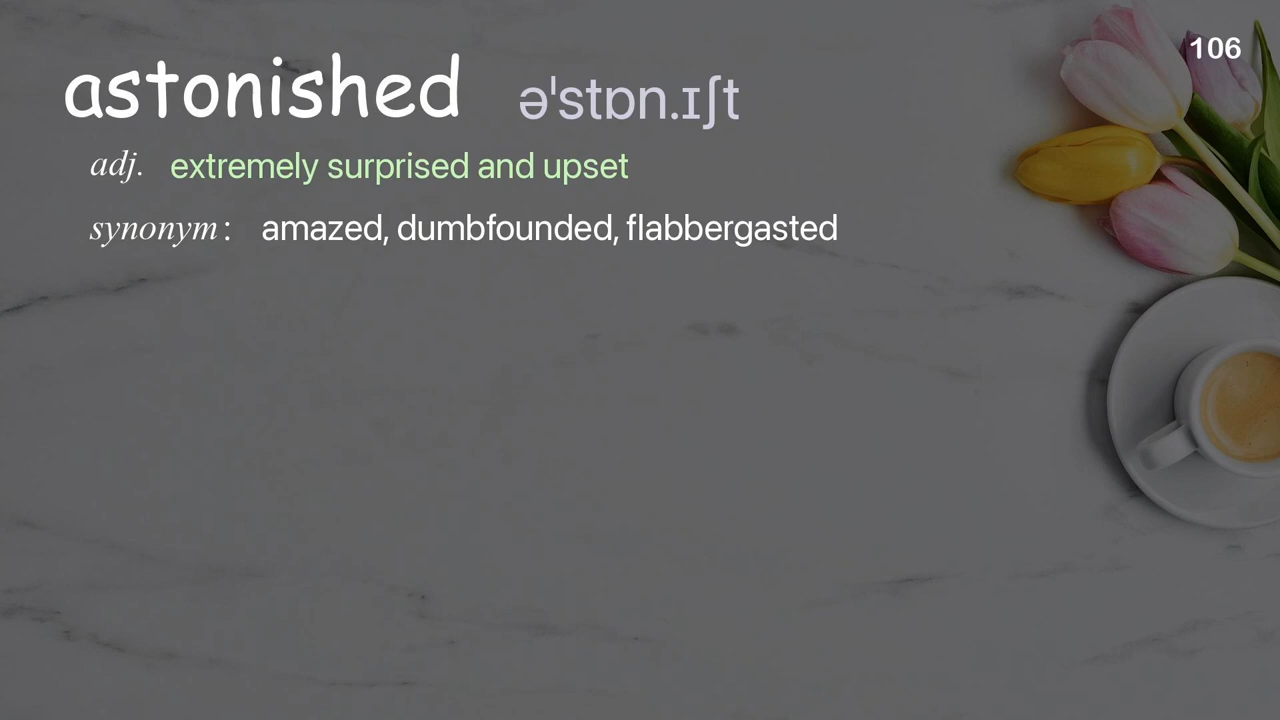 106
astonished əˈstɒn.ɪʃt
adj. extremely surprised and upset
synonym: amazed, dumbfounded, flabbergasted